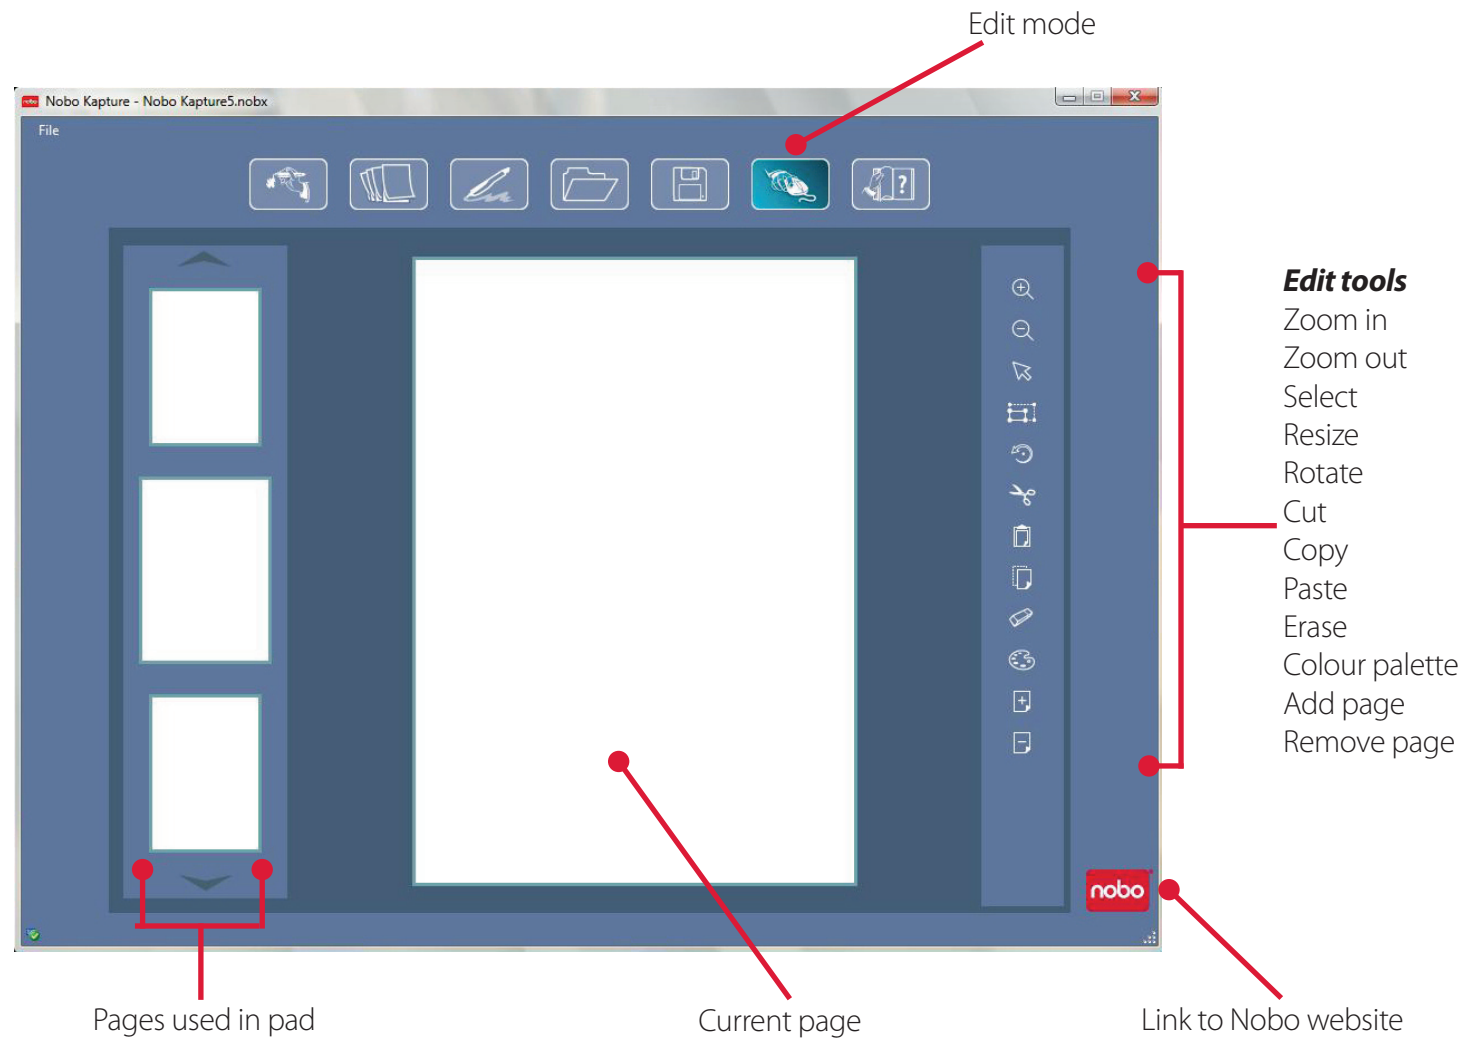 Edit mode
nobo Nobo Kapture - Nobo Kapture5.nobx
File
?
Edit tools
Zoom in
Zoom out
Select
Resize
Rotate
Cut
Copy
Paste
Erase
Colour palette
Add page
Remove page
nobo
Pages used in pad
Current page
Link to Nobo website